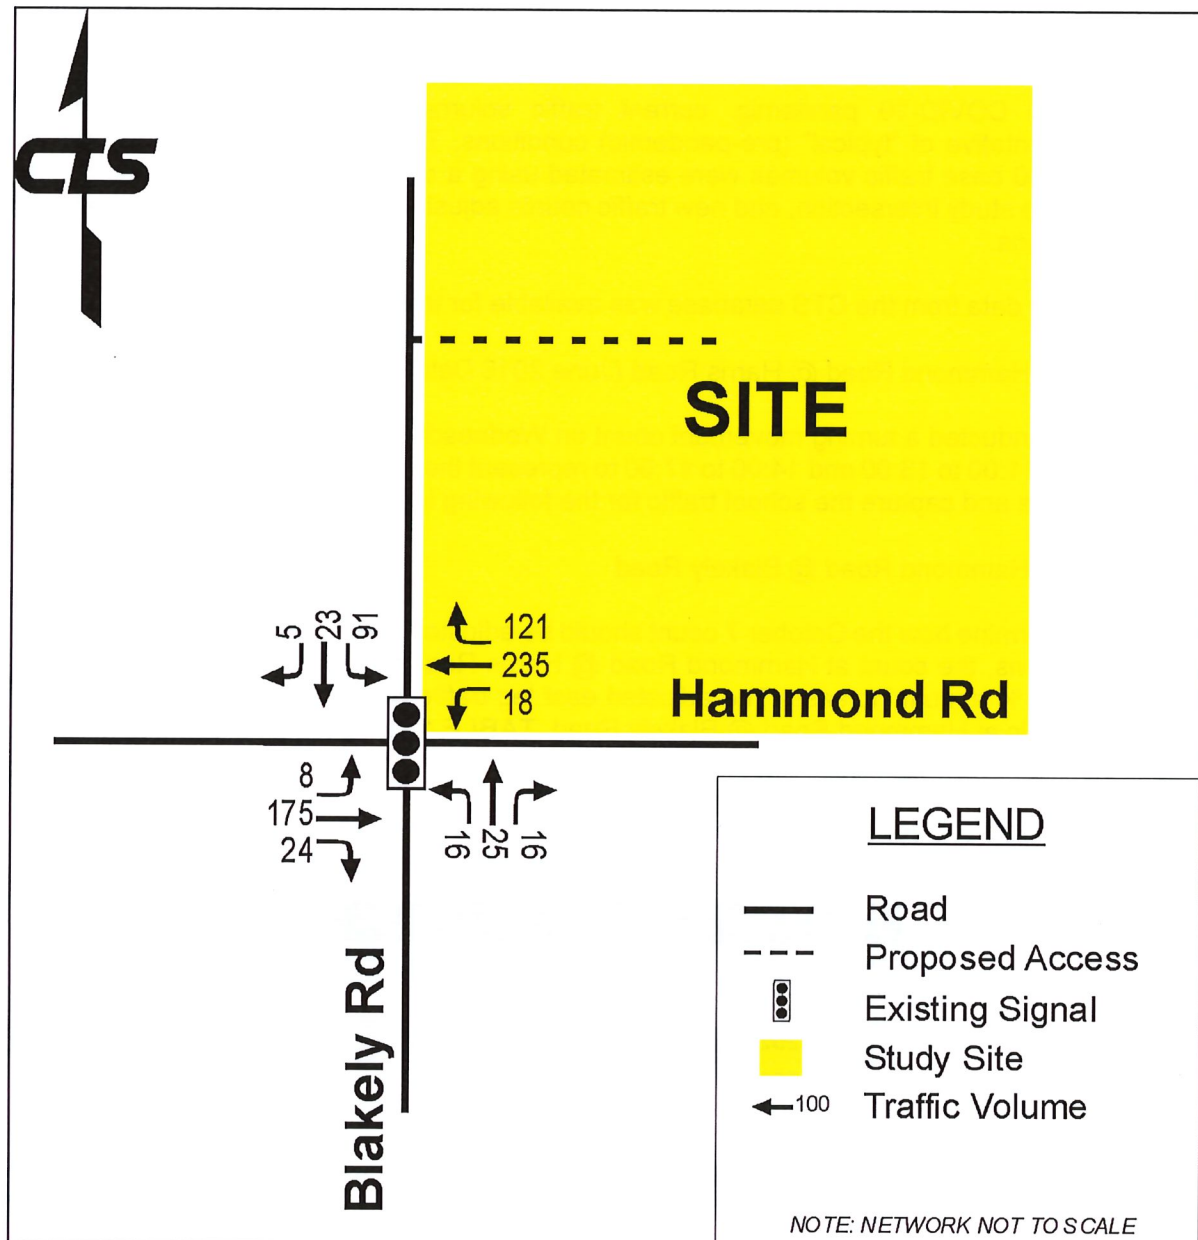 CTS
SITE
5
23
91
121
235
18
Hammond Rd
8
175
24
16
25
16
Blakely Rd
LEGEND
Road
Proposed Access
Existing Signal
Study Site
100 Traffic Volume
NOTE: NETWORK NOT TO SCALE